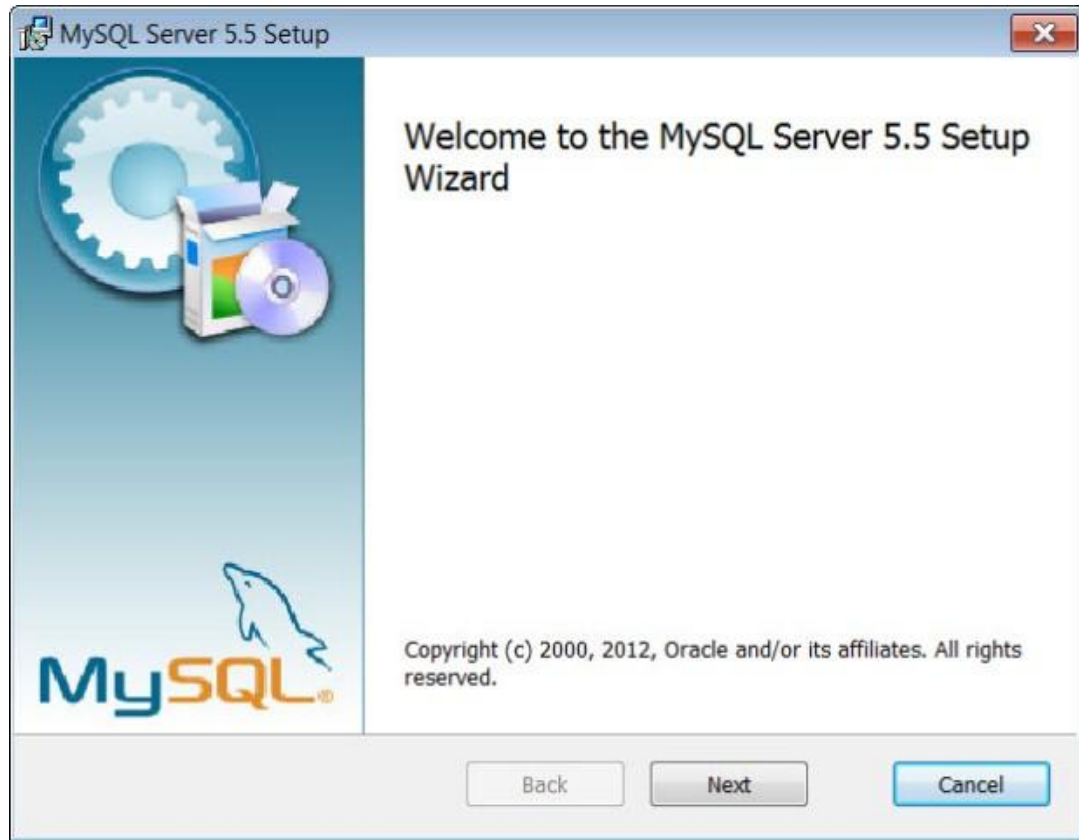 MySQL Server 5.5 Setup
Welcome to the MySQL Server 5.5 Setup
Wizard
Copyright (c) 2000, 2012, Oracle and/or its affiliates. All rights
reserved.
MySQL®
Back Next Cancel